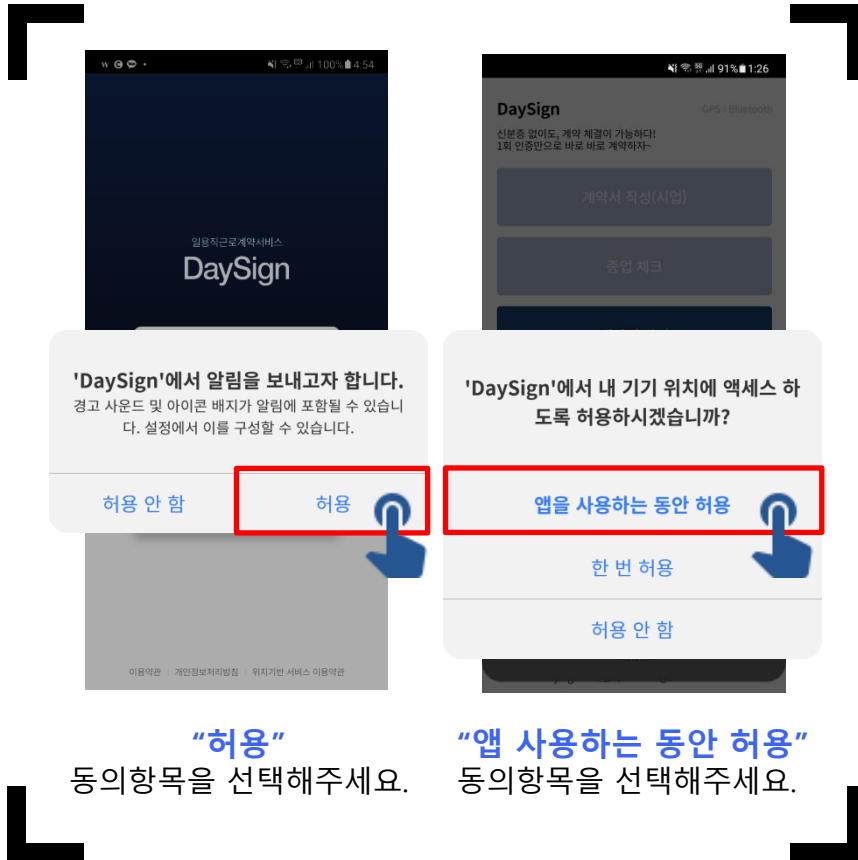 W
100% 4:54
일용직근로계약서비스
DaySign
'DaySign'에서 알림을 보내고자 합니다.
경고 사운드 및 아이콘 배지가 알림에 포함될 수 있습니
다. 설정에서 이를 구성할 수 있습니다.
허용 안 함
허용
이용약관 | 개인정보처리방침 | 위치기반 서비스 이용약관
“허용”
동의항목을 선택해주세요.
91% 1:26
DaySign
GPS / Bluetooth
신분증 없이도, 계약 체결이 가능하다!
1회 인증만으로 바로 바로 계약하자~
계약서 작성(시업)
종업 체크
'DaySign'에서 내 기기 위치에 액세스 하
도록 허용하시겠습니까?
앱을 사용하는 동안 허용
한 번 허용
허용 안 함
“앱 사용하는 동안 허용”
동의항목을 선택해주세요.